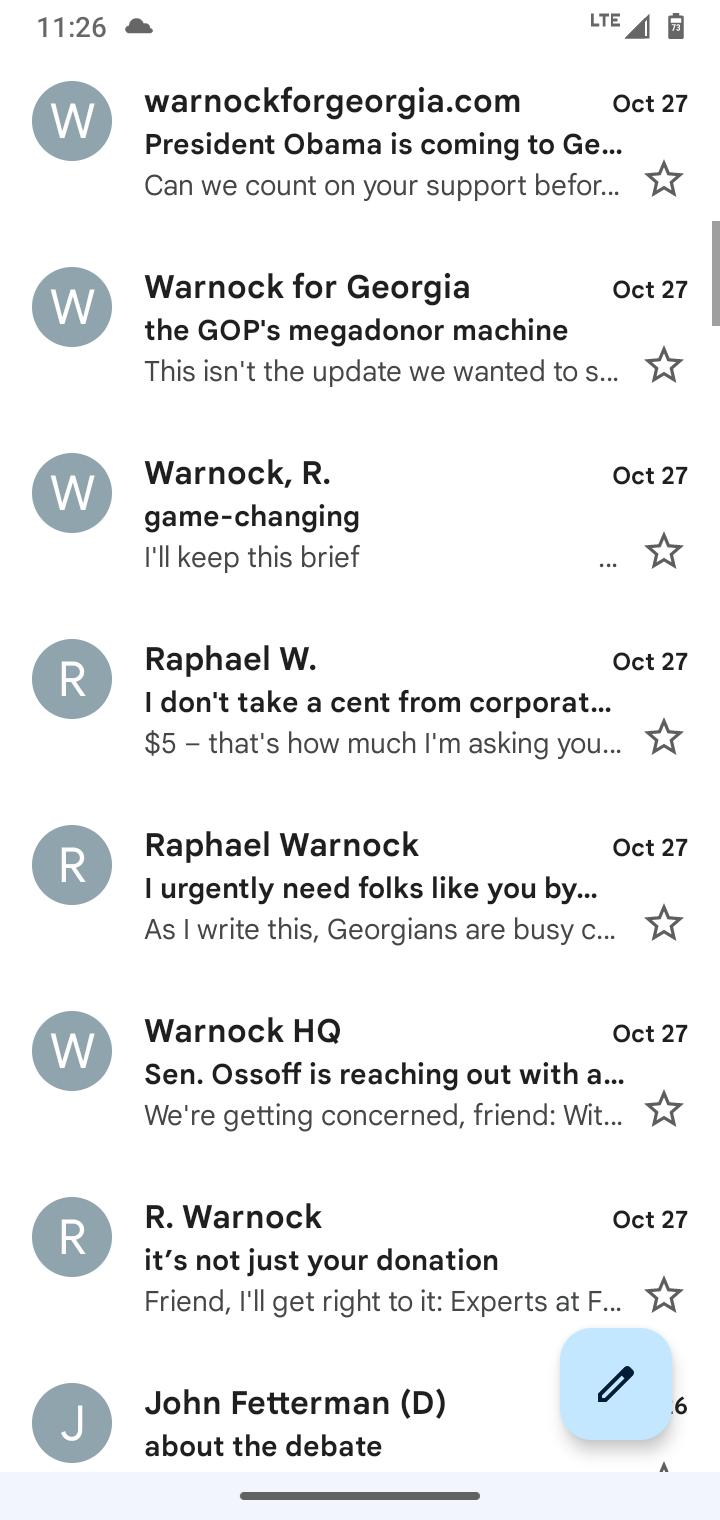 11:26
LTE
73
W
warnockforgeorgia.com
Oct 27
President Obama is coming to Ge...
Can we count on your support befor...
W
Warnock for Georgia
Oct 27
the GOP's megadonor machine
This isn't the update we wanted to s...
W
Warnock, R.
Oct 27
game-changing
I'll keep this brief ...
R
Raphael W.
Oct 27
I don't take a cent from corporat...
$5 – that's how much I'm asking you...
R
Raphael Warnock
Oct 27
I urgently need folks like you by...
As I write this, Georgians are busy c...
W
Warnock HQ
Oct 27
Sen. Ossoff is reaching out with a...
We're getting concerned, friend: Wit...
R
R. Warnock
Oct 27
it’s not just your donation
Friend, I'll get right to it: Experts at F...
J
John Fetterman (D)
6
about the debate